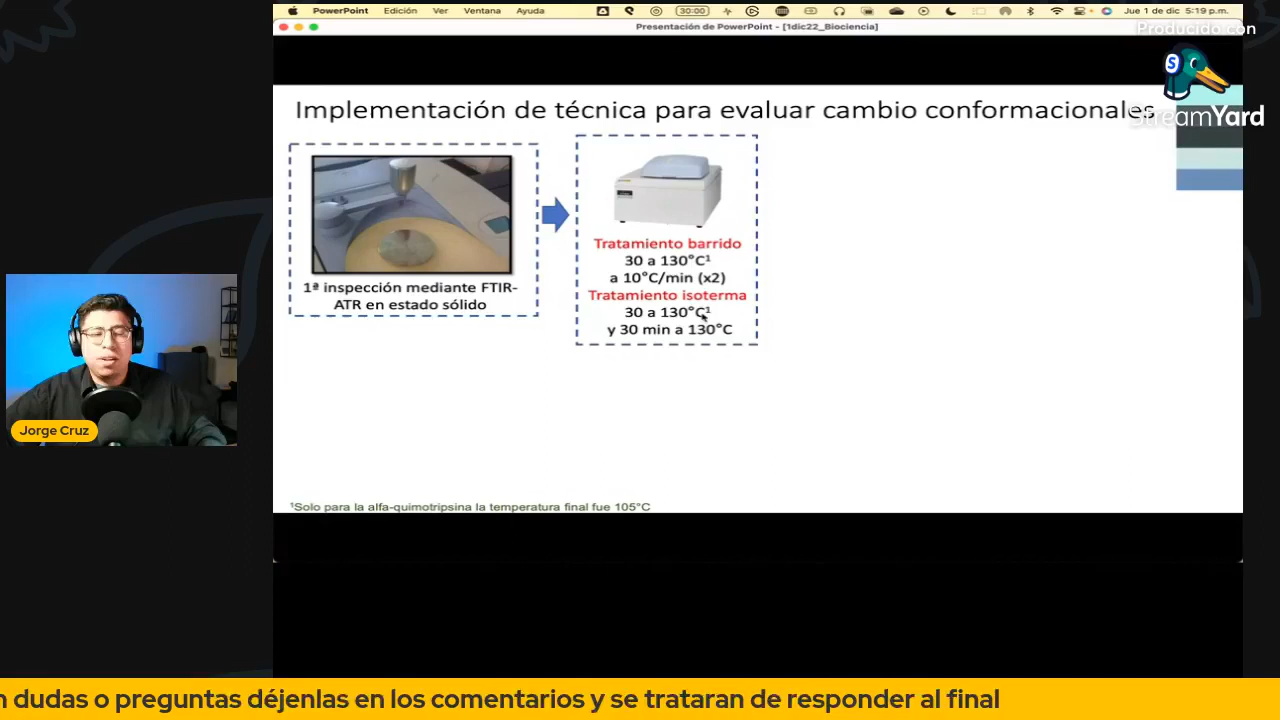 PowerPoint Edición Ver Ventana Ayuda 30:00 Jue 1 de dic 5:19 p.m.
Presentación de PowerPoint - [1dic22_Biociencia]
Producido con
StreamYard
Implementación de técnica para evaluar cambio conformacionales
1ª inspección mediante FTIR-
ATR en estado sólido
Tratamiento barrido
30 a 130°C¹
a 10°C/min (x2)
Tratamiento isoterma
30 a 130°C¹
y 30 min a 130°C
¹Solo para la alfa-quimotripsina la temperatura final fue 105°C
Jorge Cruz
n dudas o preguntas déjenlas en los comentarios y se trataran de responder al final